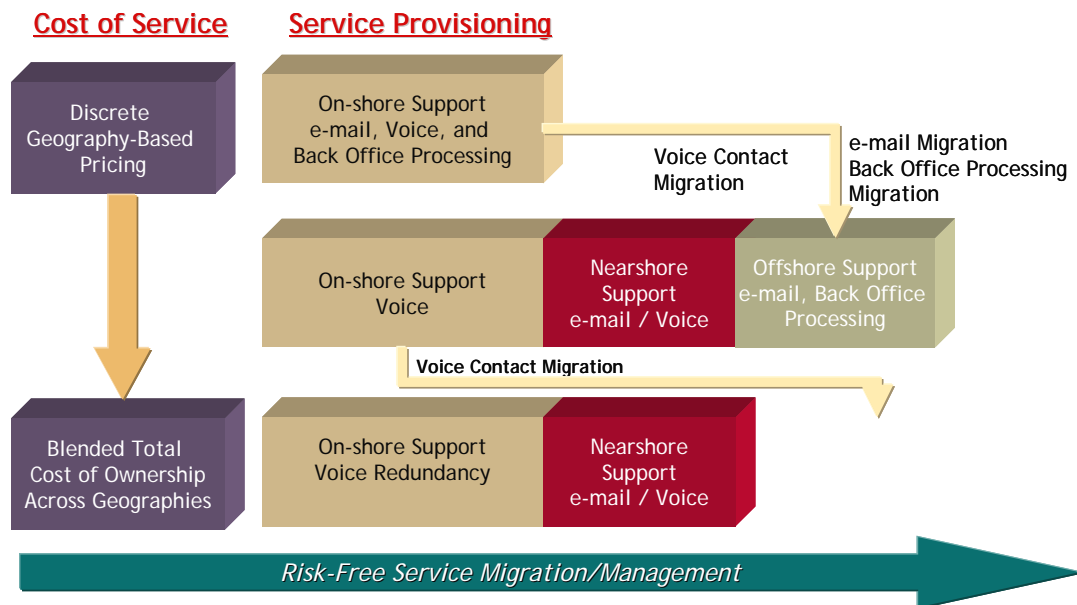 Cost of Service
Service Provisioning
Discrete
Geography-Based
Pricing
On-shore Support
e-mail, Voice, and
Back Office Processing
Voice Contact
Migration
e-mail Migration
Back Office Processing
Migration
On-shore Support
Voice
Nearshore
Support
e-mail / Voice
Offshore Support
e-mail, Back Office
Processing
Voice Contact Migration
Blended Total
Cost of Ownership
Across Geographies
On-shore Support
Voice Redundancy
Nearshore
Support
e-mail / Voice
Risk-Free Service Migration/Management